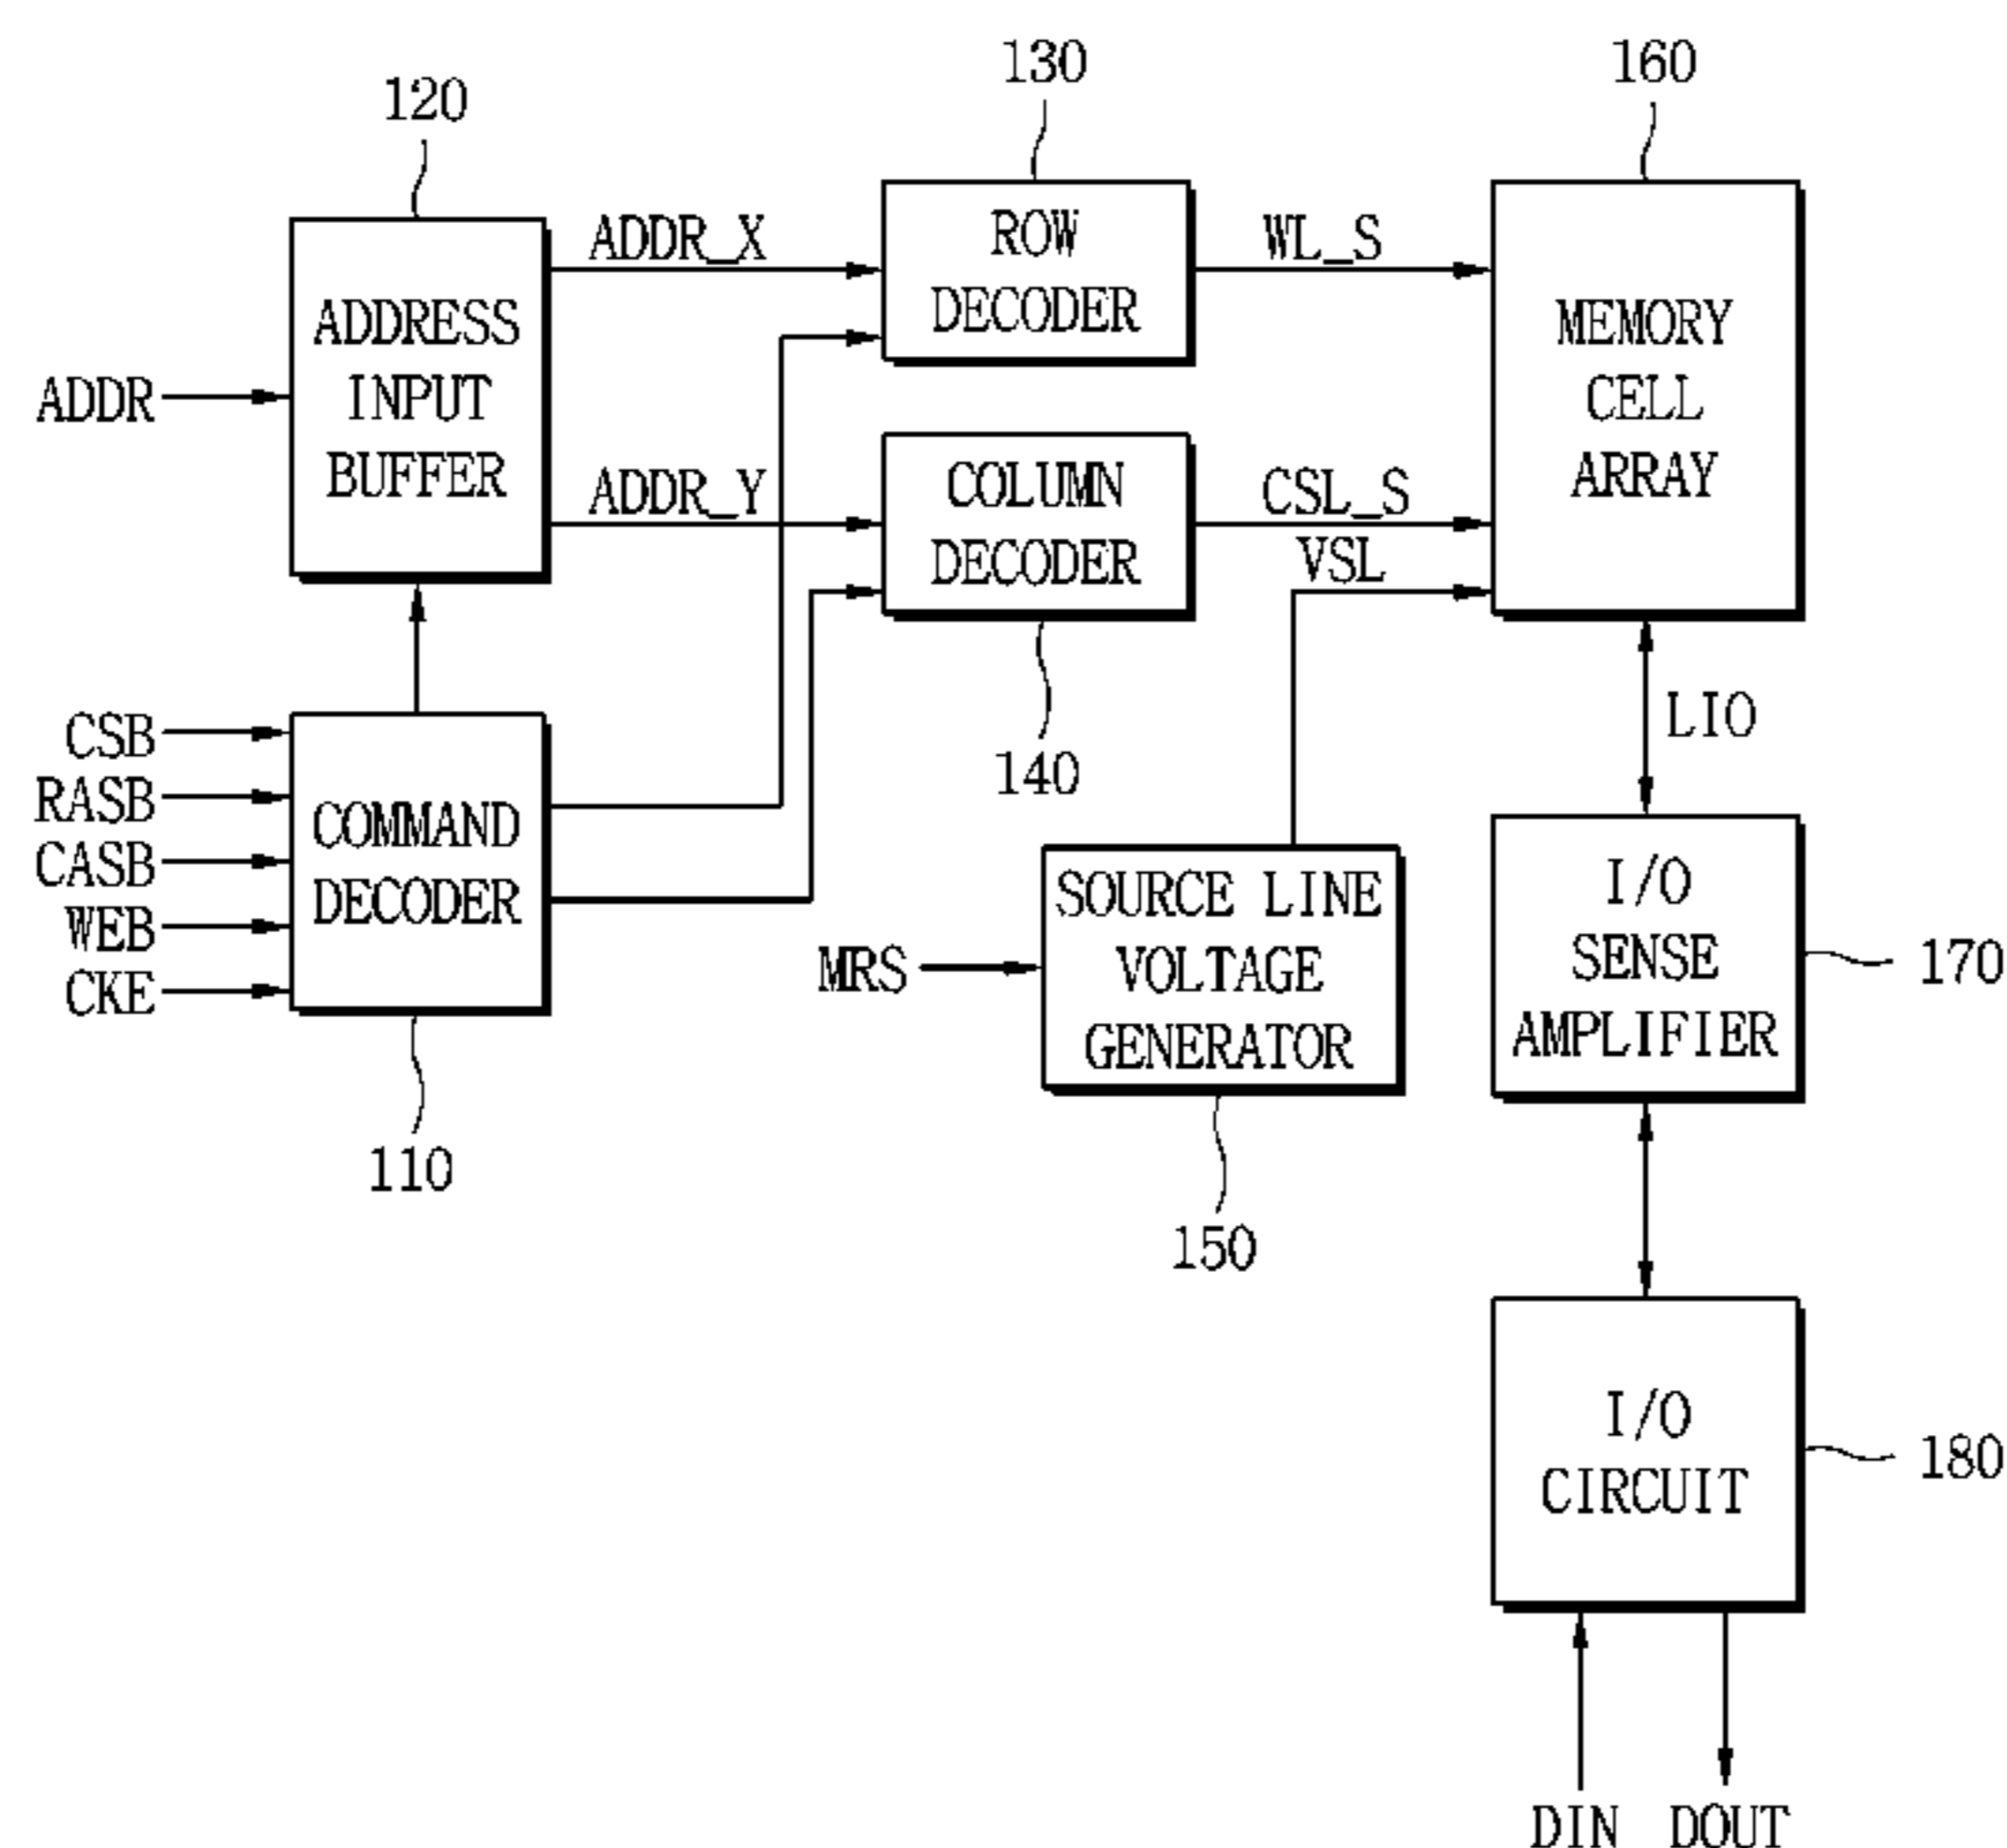 130
160
120
ADDR_X
ROW
DECODER
WL_S
ADDRESS
INPUT
BUFFER
MEMORY
CELL
ARRAY
ADDR
ADDR_Y
COLUMN
DECODER
CSL_S
VSL
140
LIO
CSB
RASB
CASB
WEB
CKE
COMMAND
DECODER
110
MRS
SOURCE LINE
VOLTAGE
GENERATOR
150
I/O
SENSE
AMPLIFIER
170
I/O
CIRCUIT
180
DIN
DOUT